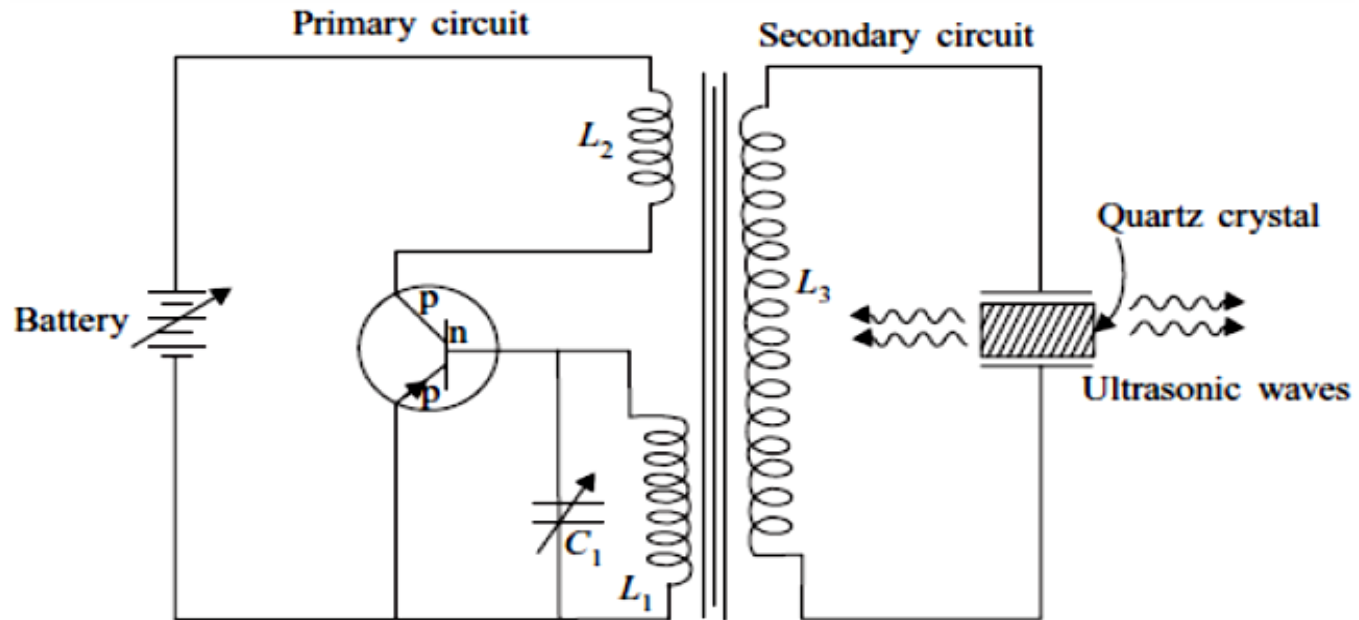 Primary circuit
Secondary circuit
L2
Quartz crystal
p
L3
Battery
n
p
Ultrasonic waves
C1
L1